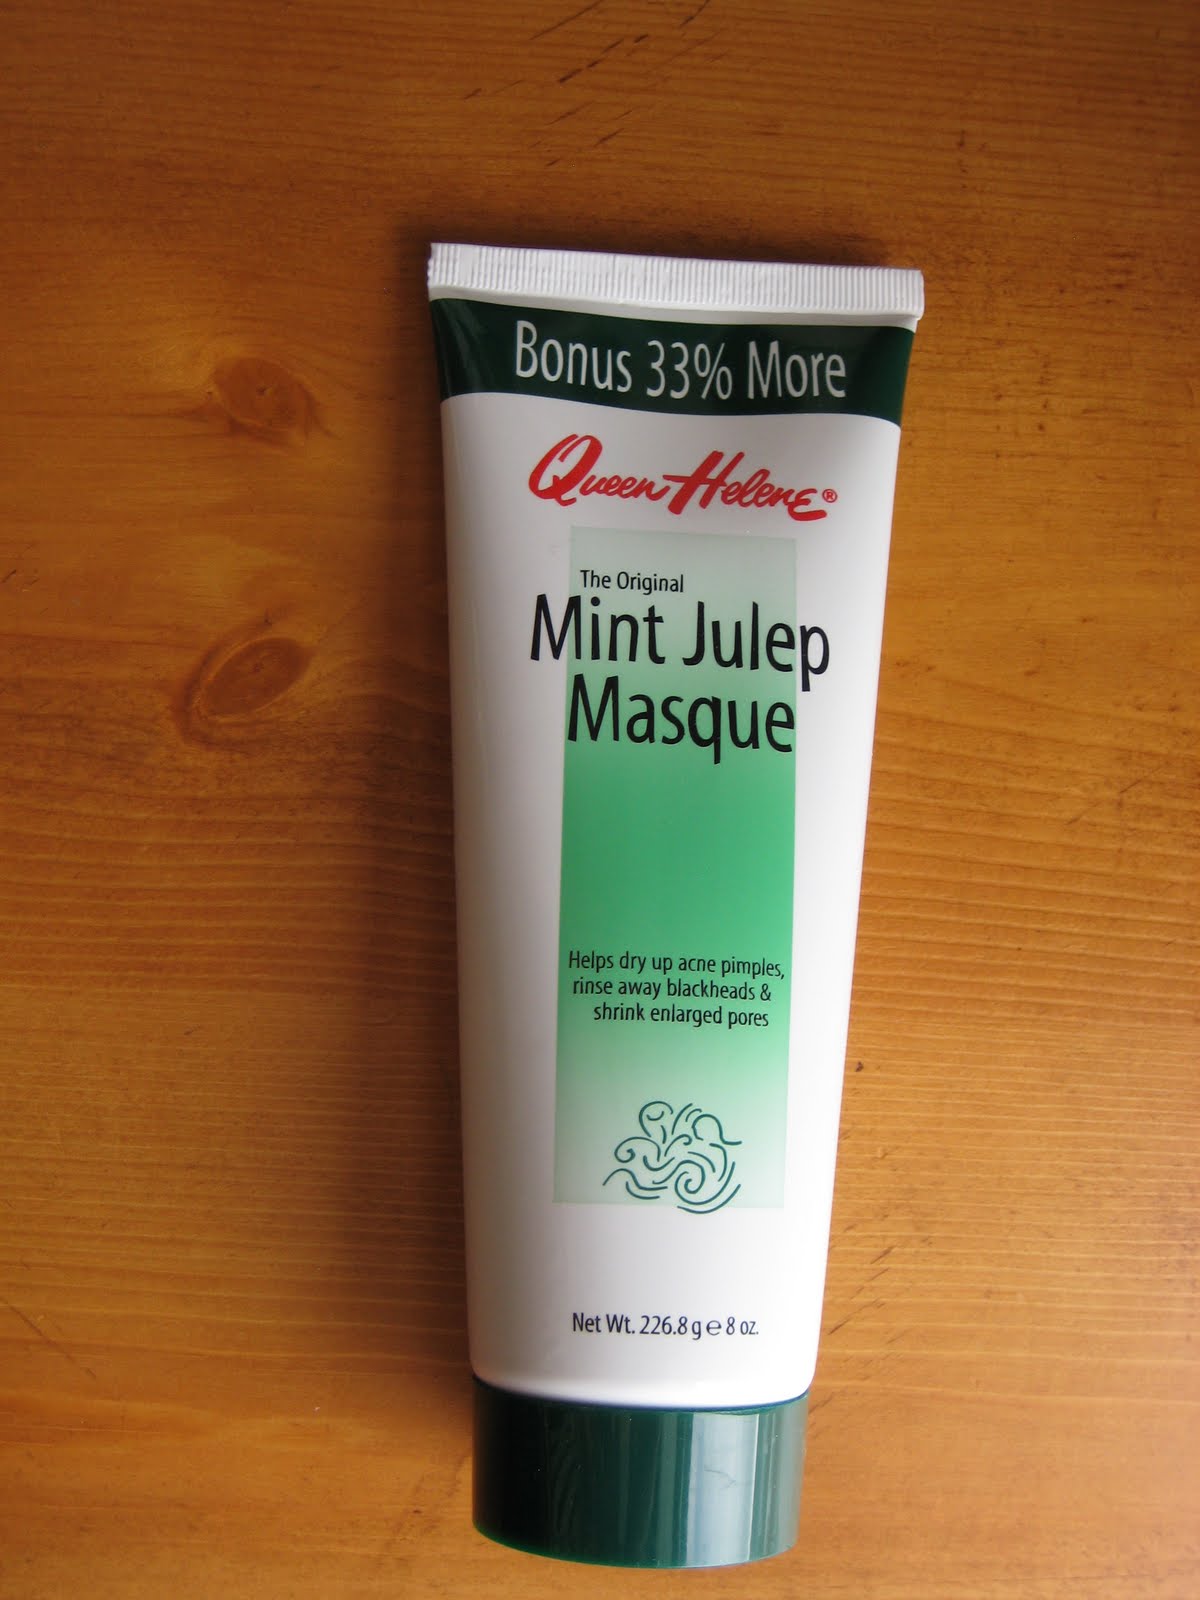 Bonus 33% More
Queen Helene®
The Original
Mint Julep
Masque
Helps dry up acne pimples,
rinse away blackheads &
shrink enlarged pores
Net Wt. 226.8 g ℮ 8 oz.